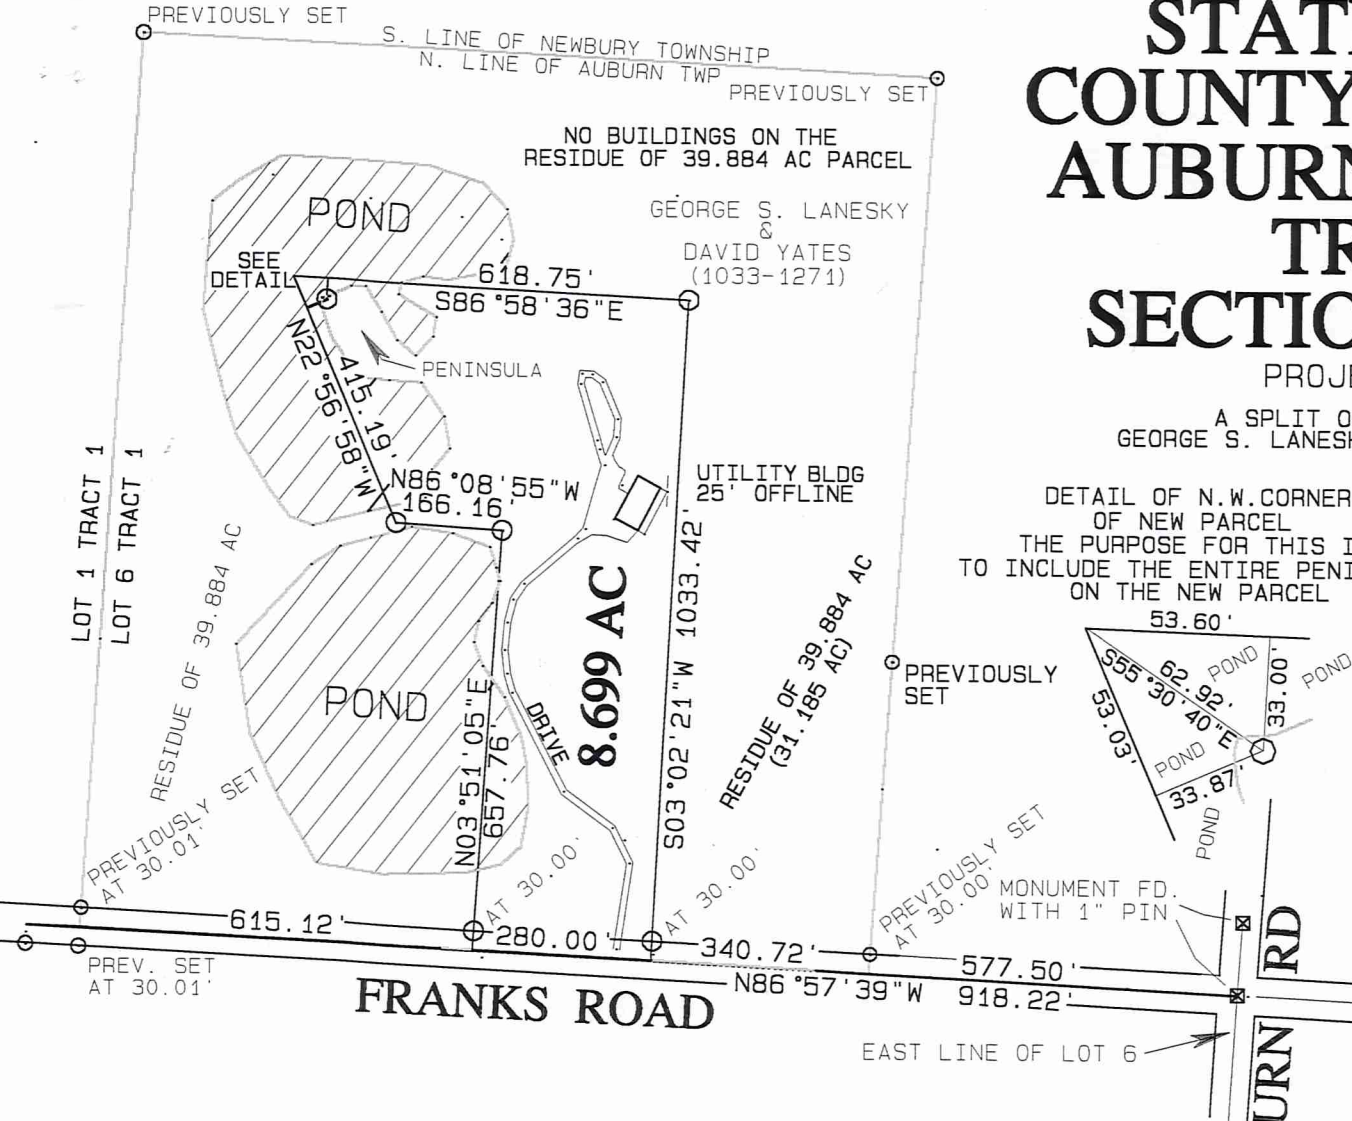 PREVIOUSLY SET
S. LINE OF NEWBURY TOWNSHIP
N. LINE OF AUBURN TWP
PREVIOUSLY SET
NO BUILDINGS ON THE
RESIDUE OF 39.884 AC PARCEL
GEORGE S. LANESKY
&
DAVID YATES
(1033-1271)
POND
SEE
DETAIL
618.75'
S86°58'36"E
N22°56'58"W
415.19'
PENINSULA
N86°08'55"W
166.16'
UTILITY BLDG
25' OFFLINE
LOT 1 TRACT 1
LOT 6 TRACT 1
RESIDUE OF 39.884 AC
POND
N03°51'05"E
657.76'
DRIVE
8.699 AC
S03°02'21"W 1033.42'
RESIDUE OF 39.884 AC
(31.185 AC)
PREVIOUSLY
SET
PREVIOUSLY SET
AT 30.01'
AT 30.00'
AT 30.00'
PREVIOUSLY SET
AT 30.00'
615.12'
280.00'
340.72'
577.50'
N86°57'39"W 918.22'
PREV. SET
AT 30.01'
FRANKS ROAD
MONUMENT FD.
WITH 1" PIN
EAST LINE OF LOT 6
RD
URN
STAT
COUNTY
AUBURN
TR
SECTIO
PROJE
A SPLIT O
GEORGE S. LANESK
DETAIL OF N.W.CORNER
OF NEW PARCEL
THE PURPOSE FOR THIS I
TO INCLUDE THE ENTIRE PENI
ON THE NEW PARCEL
53.60'
62.92'
S55°30'40"E
POND
33.00'
POND
53.03'
POND
33.87'
POND